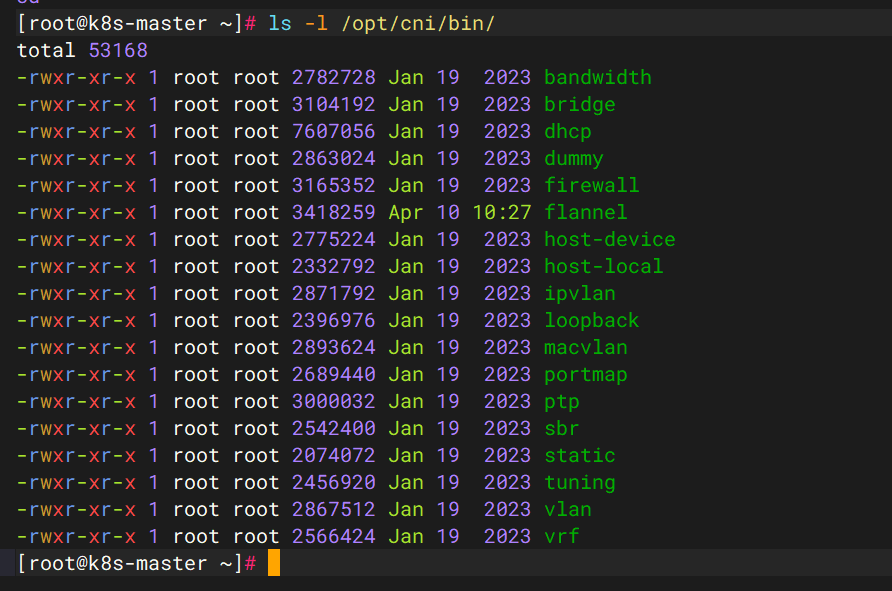 [root@k8s-master ~]# ls -l /opt/cni/bin/
total 53168
-rwxr-xr-x 1 root root 2782728 Jan 19  2023 bandwidth
-rwxr-xr-x 1 root root 3104192 Jan 19  2023 bridge
-rwxr-xr-x 1 root root 7607056 Jan 19  2023 dhcp
-rwxr-xr-x 1 root root 2863024 Jan 19  2023 dummy
-rwxr-xr-x 1 root root 3165352 Jan 19  2023 firewall
-rwxr-xr-x 1 root root 3418259 Apr 10 10:27 flannel
-rwxr-xr-x 1 root root 2775224 Jan 19  2023 host-device
-rwxr-xr-x 1 root root 2332792 Jan 19  2023 host-local
-rwxr-xr-x 1 root root 2871792 Jan 19  2023 ipvlan
-rwxr-xr-x 1 root root 2396976 Jan 19  2023 loopback
-rwxr-xr-x 1 root root 2893624 Jan 19  2023 macvlan
-rwxr-xr-x 1 root root 2689440 Jan 19  2023 portmap
-rwxr-xr-x 1 root root 3000032 Jan 19  2023 ptp
-rwxr-xr-x 1 root root 2542400 Jan 19  2023 sbr
-rwxr-xr-x 1 root root 2074072 Jan 19  2023 static
-rwxr-xr-x 1 root root 2456920 Jan 19  2023 tuning
-rwxr-xr-x 1 root root 2867512 Jan 19  2023 vlan
-rwxr-xr-x 1 root root 2566424 Jan 19  2023 vrf
[root@k8s-master ~]#